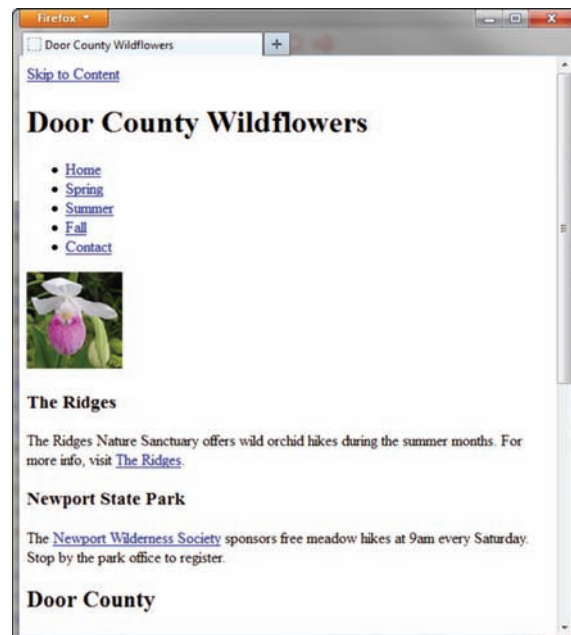 Firefox
Door County Wildflowers
Skip to Content
Door County Wildflowers
Home
Spring
Summer
Fall
Contact
The Ridges
The Ridges Nature Sanctuary offers wild orchid hikes during the summer months. For
more info, visit The Ridges.
Newport State Park
The Newport Wilderness Society sponsors free meadow hikes at 9am every Saturday.
Stop by the park office to register.
Door County